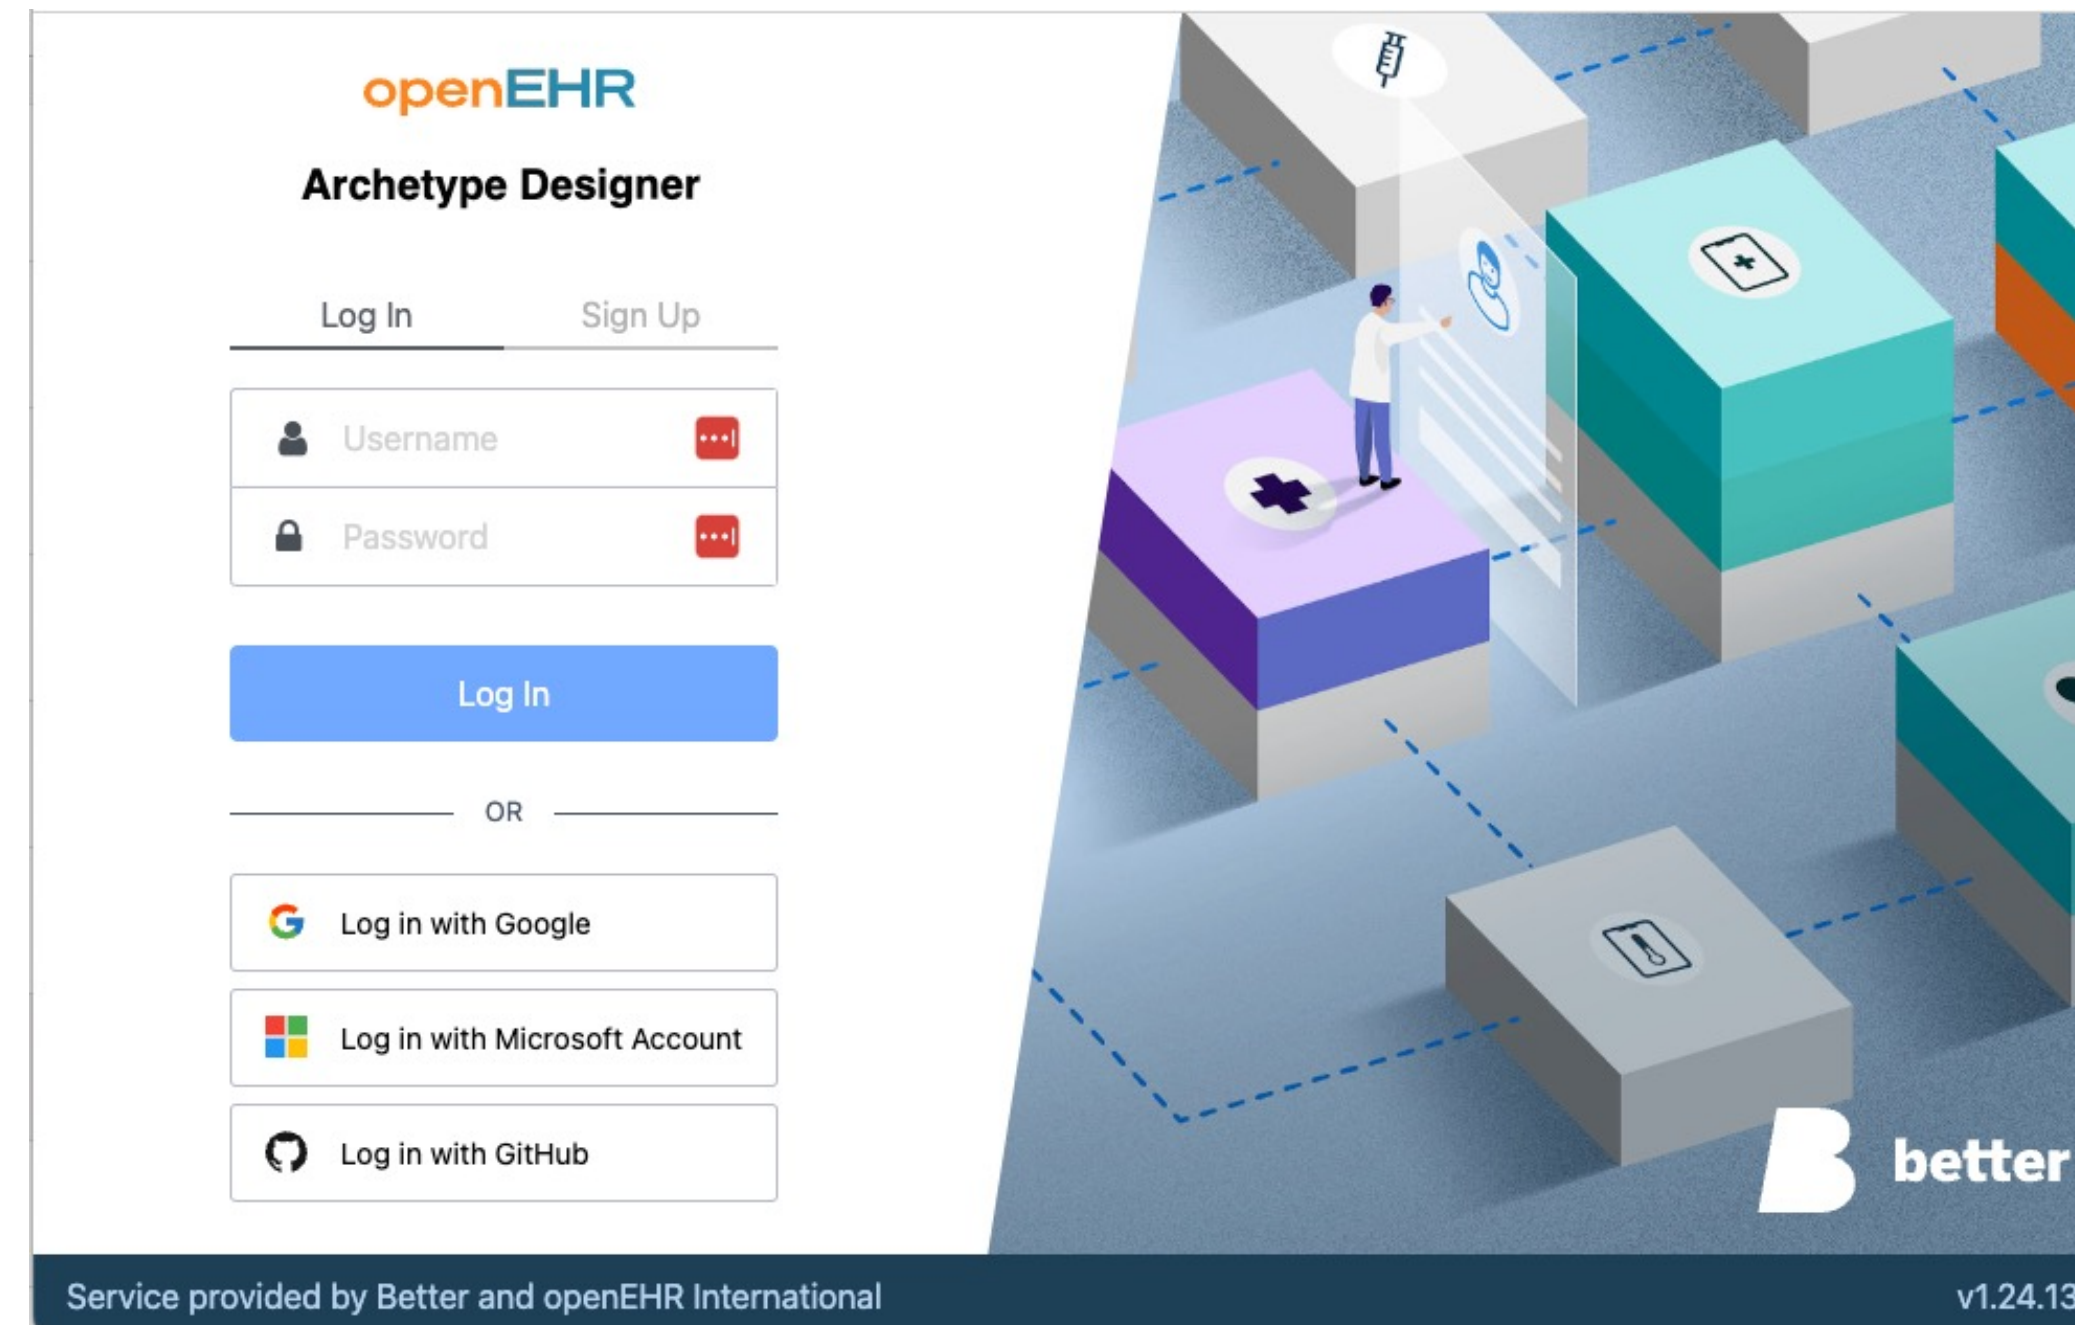 openEHR
Archetype Designer
Log In
Sign Up
Username
Password
Log In
OR
Log in with Google
Log in with Microsoft Account
Log in with GitHub
better
Service provided by Better and openEHR International
v1.24.13